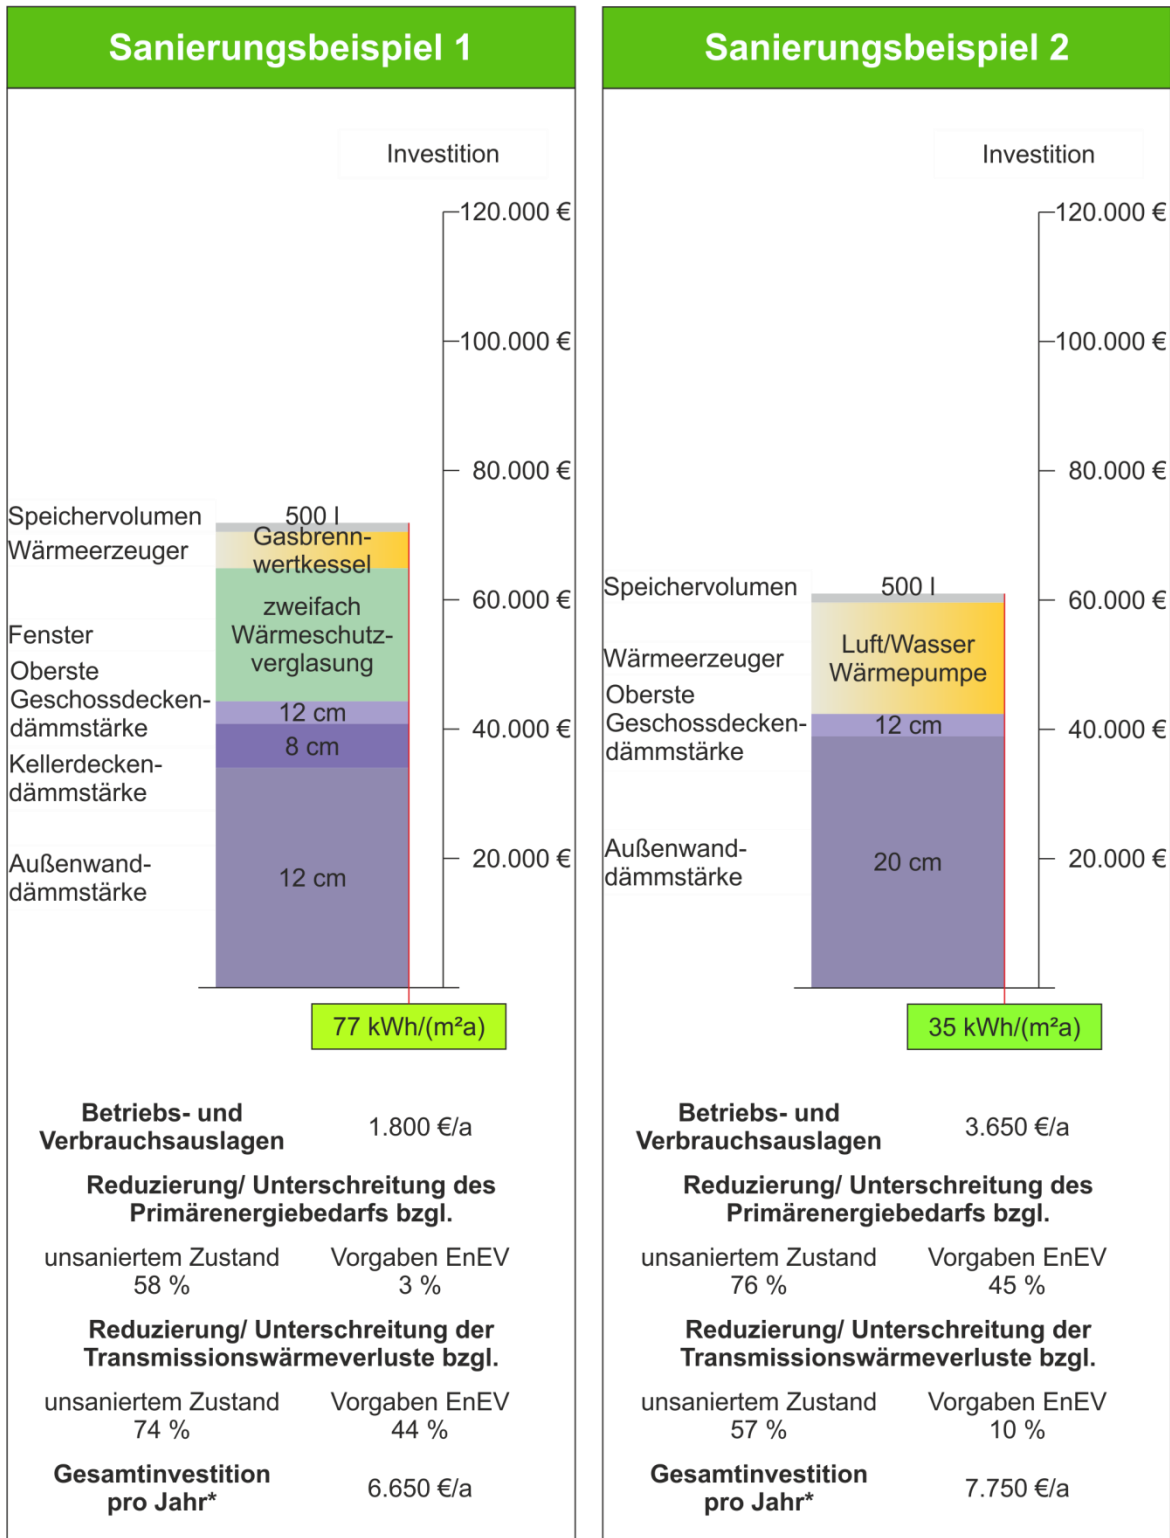 Sanierungsbeispiel 1
Investition
120.000 €
100.000 €
80.000 €
60.000 €
40.000 €
20.000 €
Speichervolumen
500 l
Wärmeerzeuger
Gasbrenn-
wertkessel
Fenster
zweifach
Wärmeschutz-
verglasung
Oberste
Geschossdecken-
dämmstärke
12 cm
Kellerdecken-
dämmstärke
8 cm
Außenwand-
dämmstärke
12 cm
77 kWh/(m²a)
Betriebs- und
Verbrauchsauslagen
1.800 €/a
Reduzierung/ Unterschreitung des
Primärenergiebedarfs bzgl.
unsaniertem Zustand
58 %
Vorgaben EnEV
3 %
Reduzierung/ Unterschreitung der
Transmissionswärmeverluste bzgl.
unsaniertem Zustand
74 %
Vorgaben EnEV
44 %
Gesamtinvestition
pro Jahr*
6.650 €/a
Sanierungsbeispiel 2
Investition
120.000 €
100.000 €
80.000 €
60.000 €
40.000 €
20.000 €
Speichervolumen
500 l
Wärmeerzeuger
Luft/Wasser
Wärmepumpe
Oberste
Geschossdecken-
dämmstärke
12 cm
Außenwand-
dämmstärke
20 cm
35 kWh/(m²a)
Betriebs- und
Verbrauchsauslagen
3.650 €/a
Reduzierung/ Unterschreitung des
Primärenergiebedarfs bzgl.
unsaniertem Zustand
76 %
Vorgaben EnEV
45 %
Reduzierung/ Unterschreitung der
Transmissionswärmeverluste bzgl.
unsaniertem Zustand
57 %
Vorgaben EnEV
10 %
Gesamtinvestition
pro Jahr*
7.750 €/a